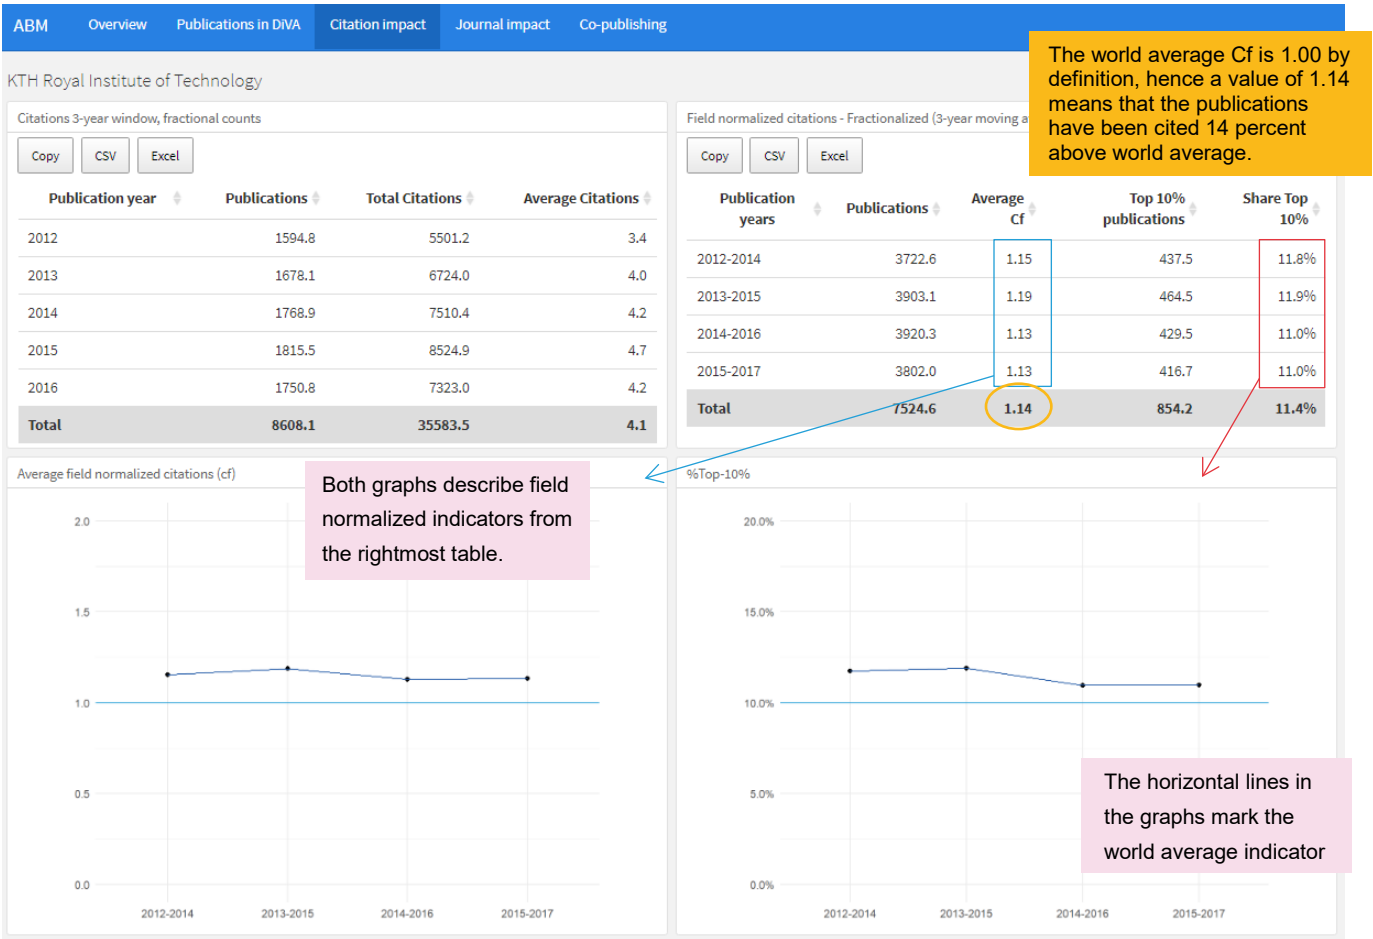 ABM Overview Publications in DiVA Citation impact Journal impact Co-publishing
The world average Cf is 1.00 by
definition, hence a value of 1.14
means that the publications
have been cited 14 percent
above world average.
KTH Royal Institute of Technology
Citations 3-year window, fractional counts
Copy CSV Excel
Publication year Publications Total Citations Average Citations
2012 1594.8 5501.2 3.4
2013 1678.1 6724.0 4.0
2014 1768.9 7510.4 4.2
2015 1815.5 8524.9 4.7
2016 1750.8 7323.0 4.2
Total 8608.1 35583.5 4.1
Field normalized citations - Fractionalized (3-year moving
Copy CSV Excel
Publication years Publications Average Cf Top 10% publications Share Top 10%
2012-2014 3722.6 1.15 437.5 11.8%
2013-2015 3903.1 1.19 464.5 11.9%
2014-2016 3920.3 1.13 429.5 11.0%
2015-2017 3802.0 1.13 416.7 11.0%
Total 7524.6 1.14 854.2 11.4%
Average field normalized citations (cf)
Both graphs describe field
normalized indicators from
the rightmost table.
2.0
1.5
1.0
0.5
0.0
2012-2014 2013-2015 2014-2016 2015-2017
%Top-10%
20.0%
15.0%
10.0%
5.0%
0.0%
2012-2014 2013-2015 2014-2016 2015-2017
The horizontal lines in
the graphs mark the
world average indicator